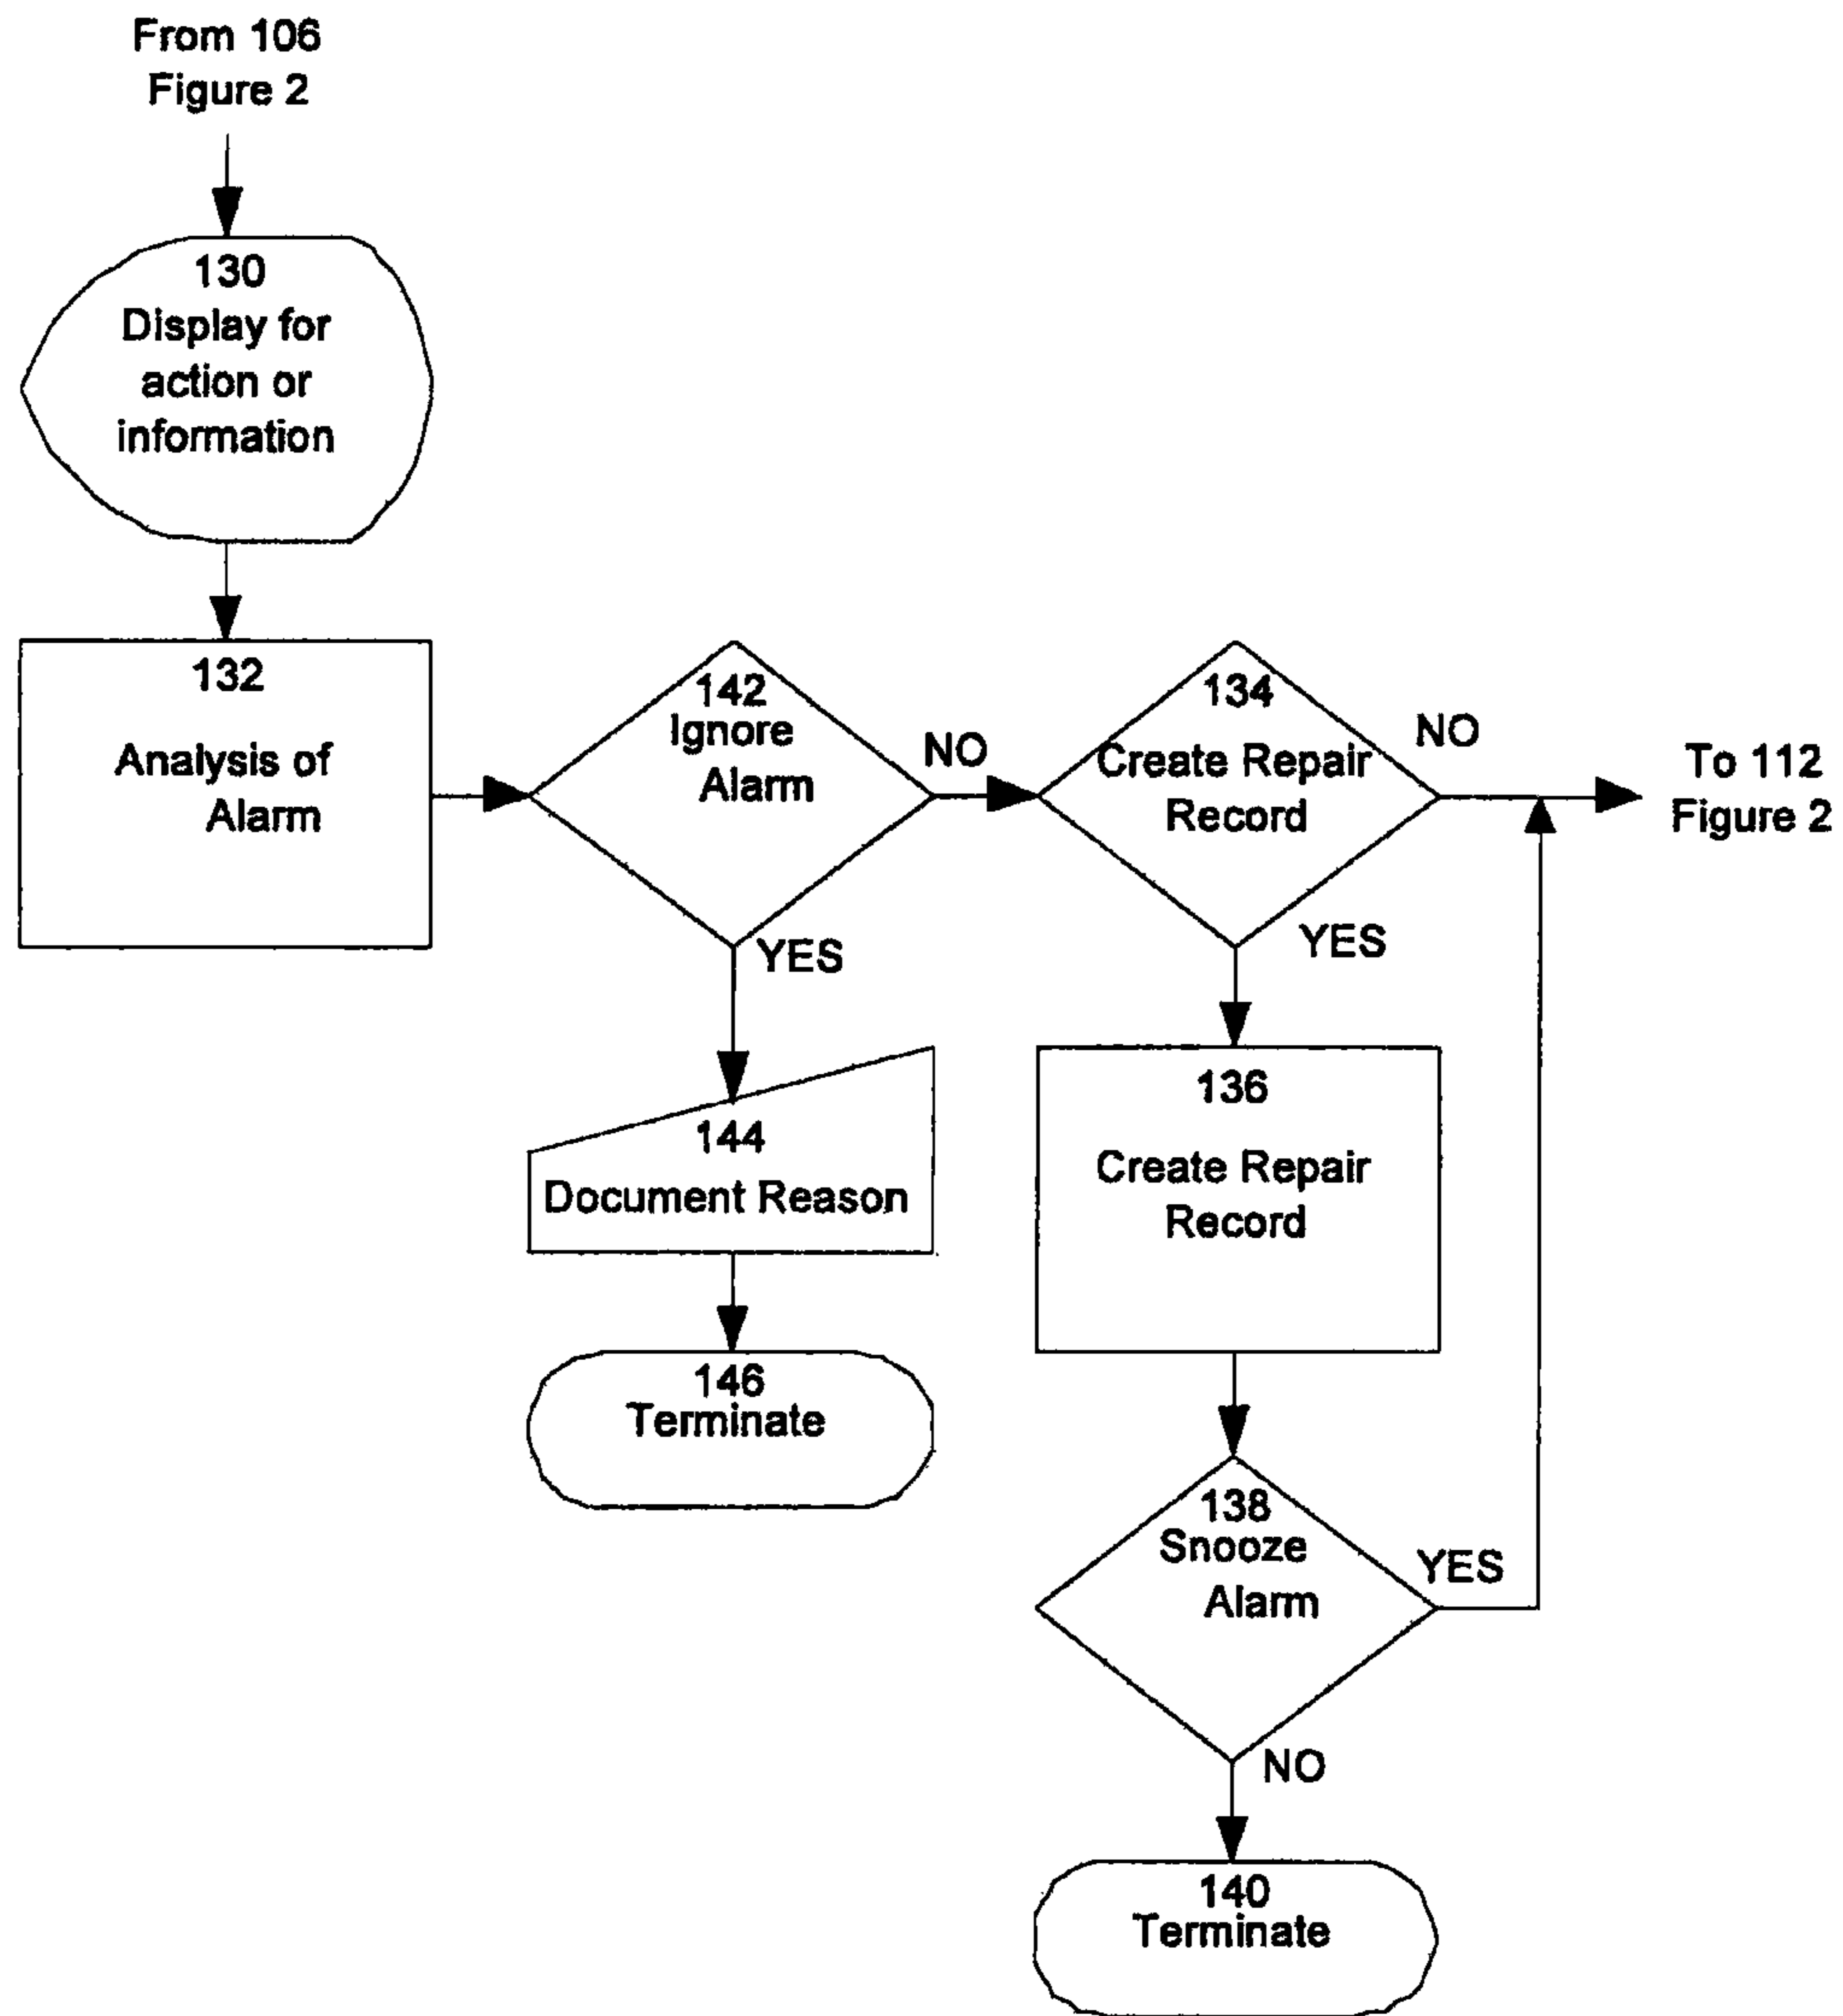 From 106
Figure 2
130
Display for
action or
information
132
Analysis of
Alarm
142
Ignore
Alarm
NO
YES
134
Create Repair
Record
NO
YES
To 112
Figure 2
144
Document Reason
146
Terminate
136
Create Repair
Record
138
Snooze
Alarm
YES
NO
140
Terminate